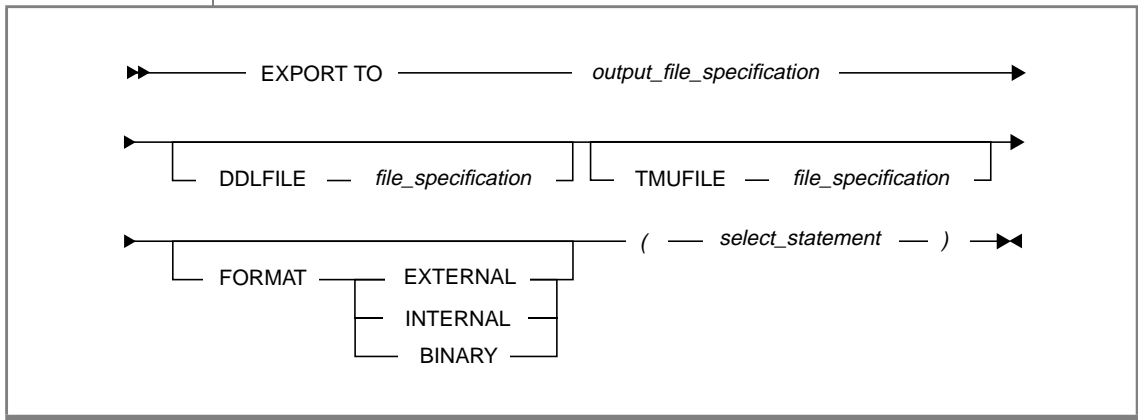 EXPORT TO output_file_specification
DDLFILE file_specification TMUFILE file_specification
( select_statement )
FORMAT EXTERNAL
INTERNAL
BINARY